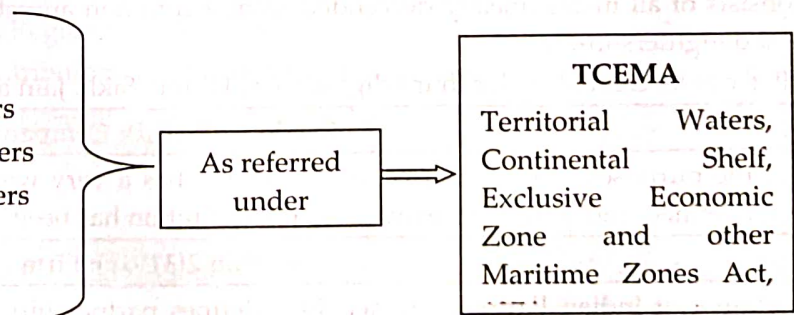 rs
ers
ers
As referred
under
TCEMA
Territorial Waters,
Continental Shelf,
Exclusive Economic
Zone and other
Maritime Zones Act,